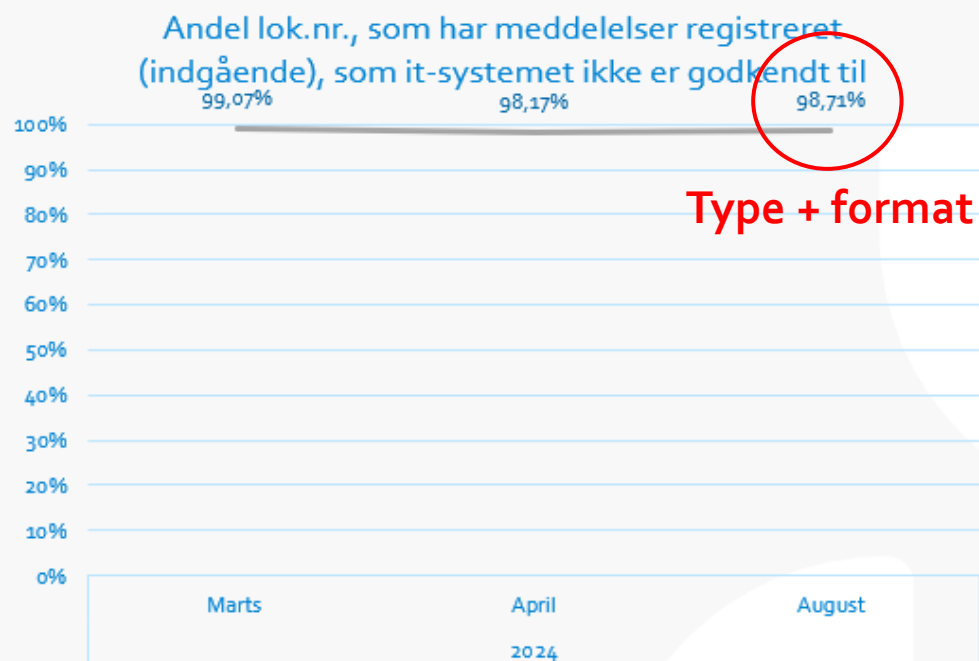 Andel lok.nr., som har meddelelser registreret
(indgående), som it-systemet ikke er godkendt til
99,07% 98,17% 98,71%
100%
90%
Type + format
80%
70%
60%
50%
40%
30%
20%
10%
0%
Marts April August
2024